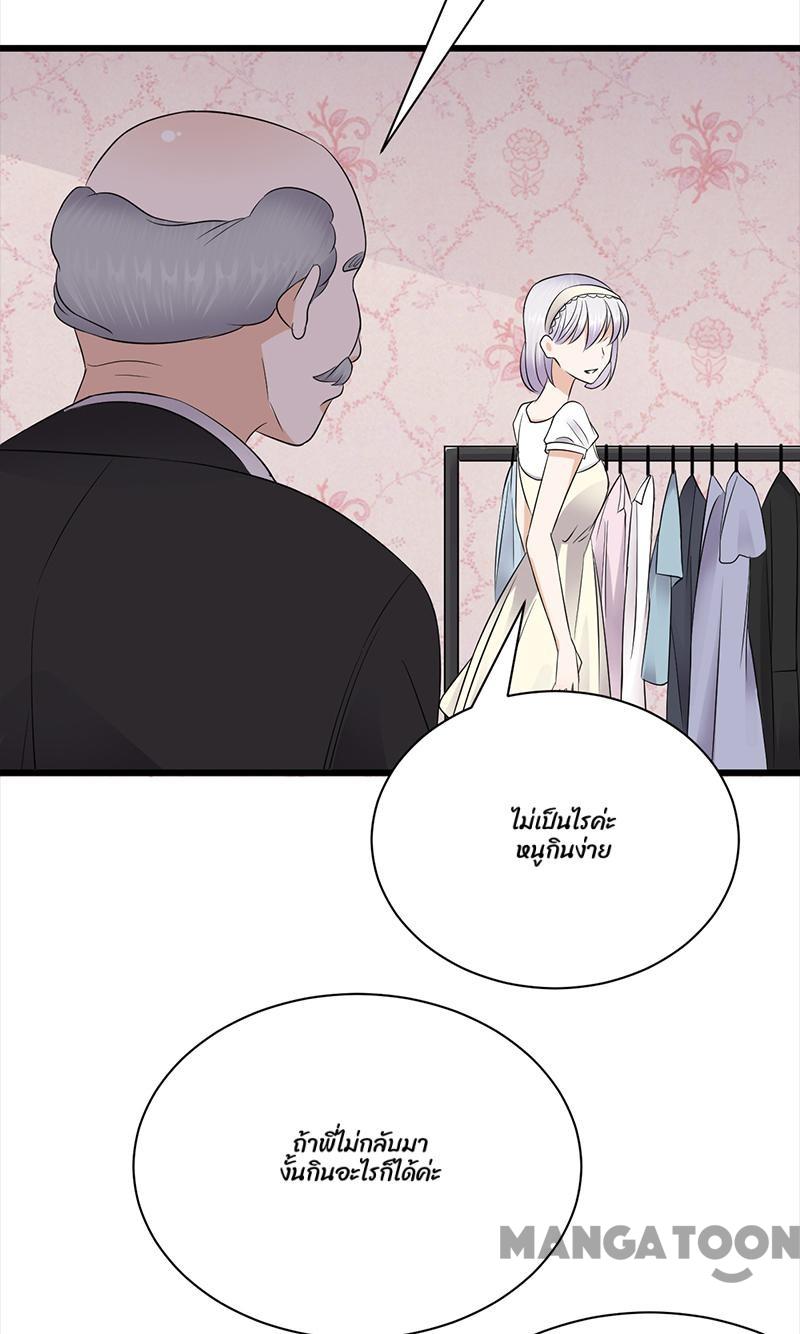 ไม่เป็นไรค่ะ
หนูกินง่าย
ถ้าพี่ไม่กลับมา
งั้นกินอะไรก็ได้ค่ะ
MANGATOON